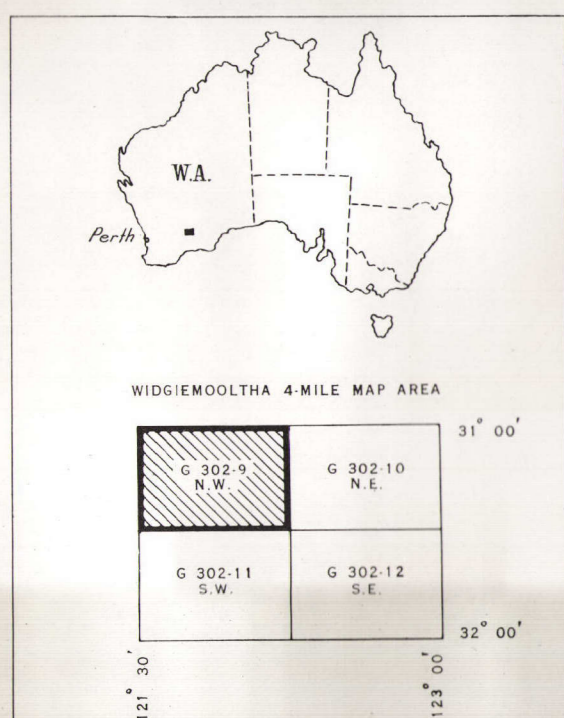 W.A.
Perth
WIDGIEMOOLTHA 4-MILE MAP AREA
31° 00'
G 302-9
N.W.
G 302-10
N.E.
G 302-11
S.W.
G 302-12
S.E.
32° 00'
121° 30'
123° 00'